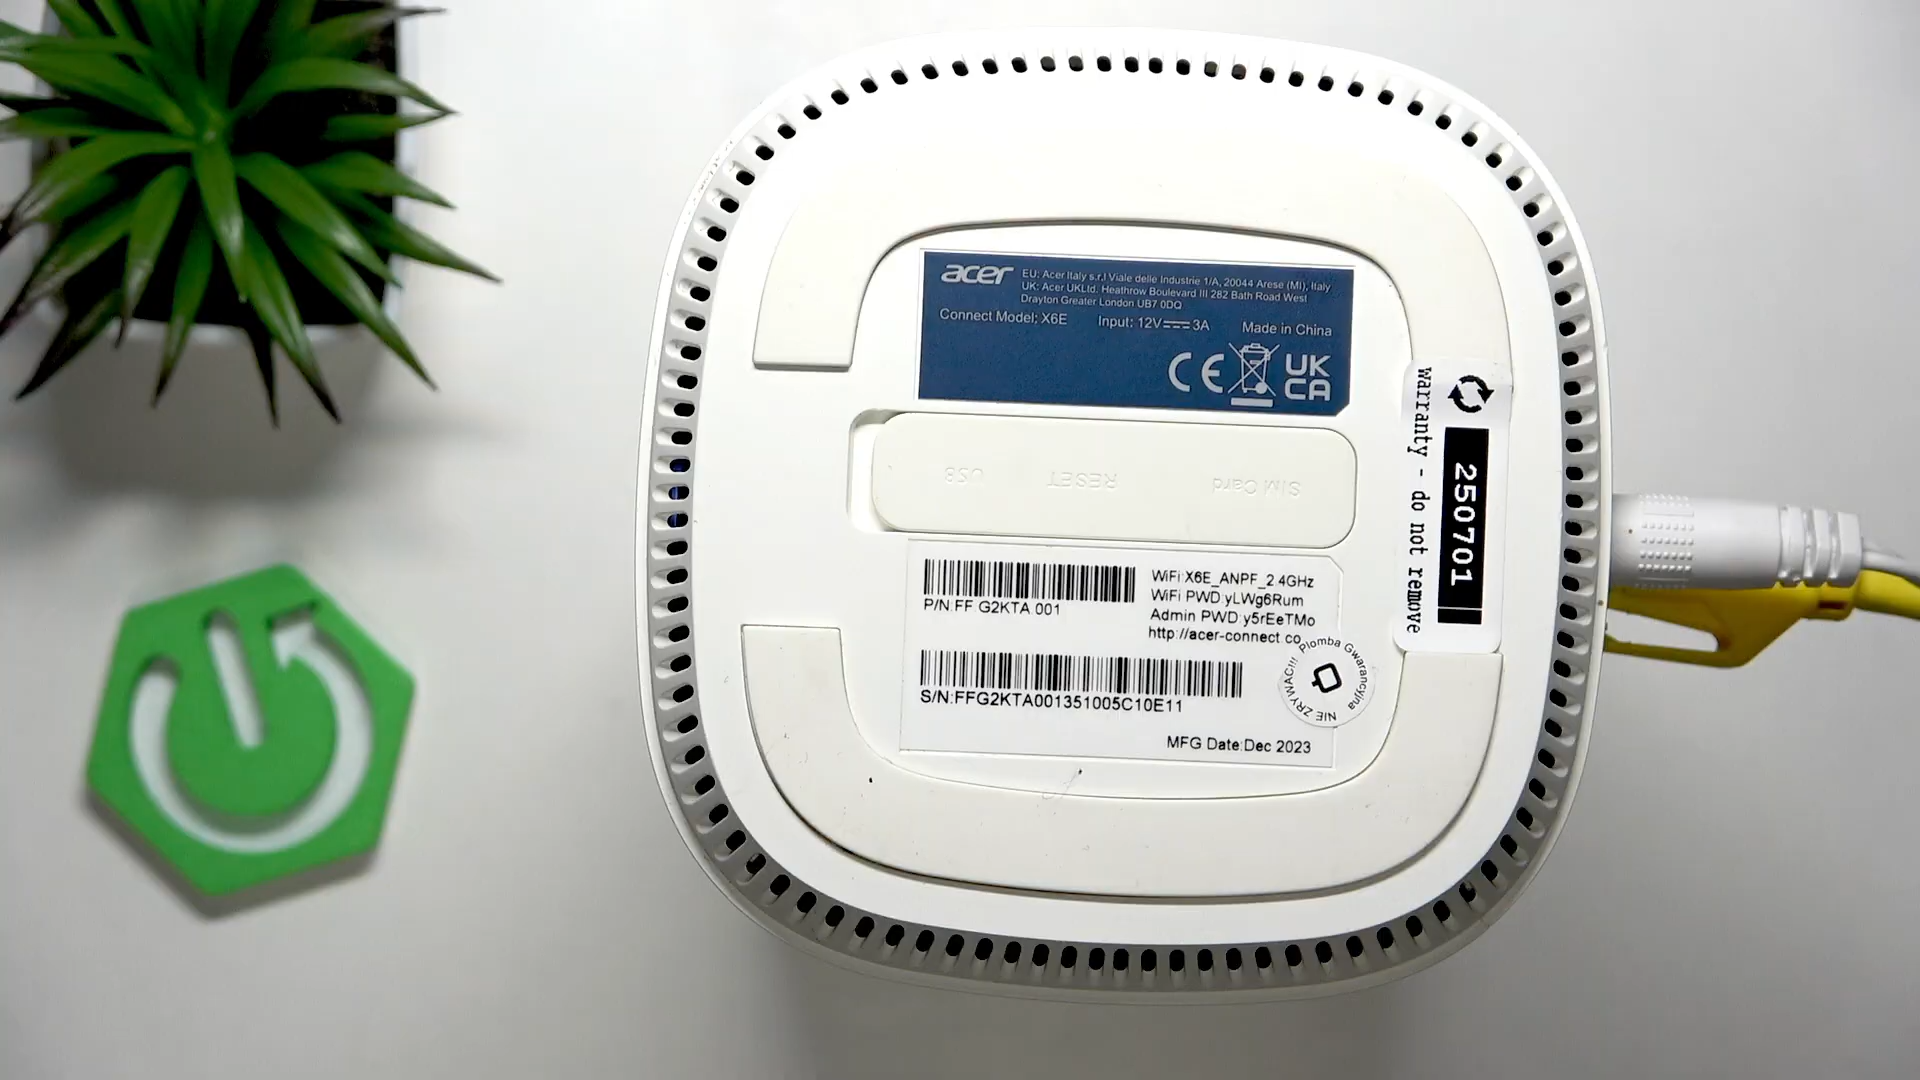 acer
EU: Acer Italy s.r.l Viale delle Industrie 1/A, 20044 Arese (MI), Italy
UK: Acer UKLtd. Heathrow Boulevard III 282 Bath Road West
Drayton Greater London UB7 0DQ
Connect Model; X6E Input: 12V⎓3A Made in China
CE UK
CA
USB RESET SIM Card
warranty - do not remove
250701
WiFi:X6E_ANPF_2.4GHz
WiFi PWD:yLWg6Rum
P/N:FF.G2KTA.001
Admin PWD:y5rEeTMo
http://acer-connect.co
S/N:FFG2KTA001351005C10E11
Plomba Gwarancyjna
NIE ZRYWAĆ!!!
MFG Date:Dec 2023